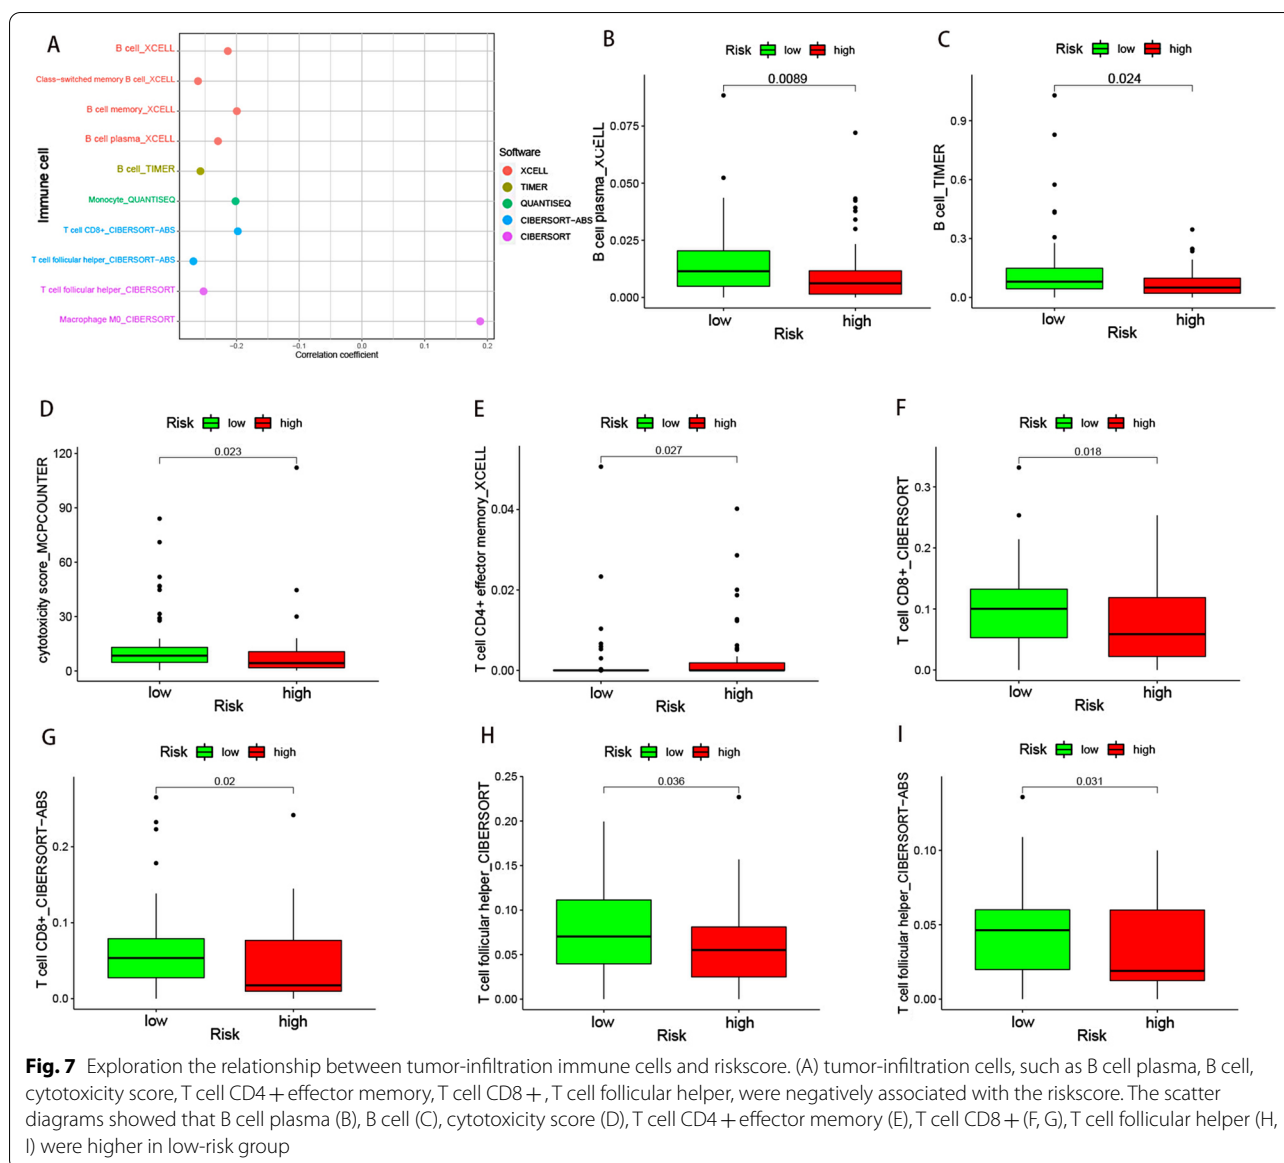 A
Immune cell
B cell_XCELL
Class−switched memory B cell_XCELL
B cell memory_XCELL
B cell plasma_XCELL
B cell_TIMER
Monocyte_QUANTISEQ
T cell CD8+_CIBERSORT−ABS
T cell follicular helper_CIBERSORT−ABS
T cell follicular helper_CIBERSORT
Macrophage M0_CIBERSORT
−0.2 −0.1 0.0 0.1 0.2
Correlation coefficient
Software
XCELL
TIMER
QUANTISEQ
CIBERSORT−ABS
CIBERSORT
B
Risk low high
0.0089
B cell plasma_XCELL
0.075
0.050
0.025
0.000
low high
Risk
C
Risk low high
0.024
B cell_TIMER
0.9
0.6
0.3
0.0
low high
Risk
D
Risk low high
0.023
cytotoxicity score_MCPCOUNTER
120
90
60
30
0
low high
Risk
E
Risk low high
0.027
T cell CD4+ effector memory_XCELL
0.04
0.02
0.00
low high
Risk
F
Risk low high
0.018
T cell CD8+_CIBERSORT
0.3
0.2
0.1
0.0
low high
Risk
G
Risk low high
0.02
T cell CD8+_CIBERSORT−ABS
0.2
0.1
0.0
low high
Risk
H
Risk low high
0.036
T cell follicular helper_CIBERSORT
0.25
0.20
0.15
0.10
0.05
0.00
low high
Risk
I
Risk low high
0.031
T cell follicular helper_CIBERSORT−ABS
0.10
0.05
0.00
low high
Risk
Fig. 7 Exploration the relationship between tumor-infiltration immune cells and riskscore. (A) tumor-infiltration cells, such as B cell plasma, B cell,
cytotoxicity score, T cell CD4 + effector memory, T cell CD8 + , T cell follicular helper, were negatively associated with the riskscore. The scatter
diagrams showed that B cell plasma (B), B cell (C), cytotoxicity score (D), T cell CD4 + effector memory (E), T cell CD8 + (F, G), T cell follicular helper (H,
I) were higher in low-risk group